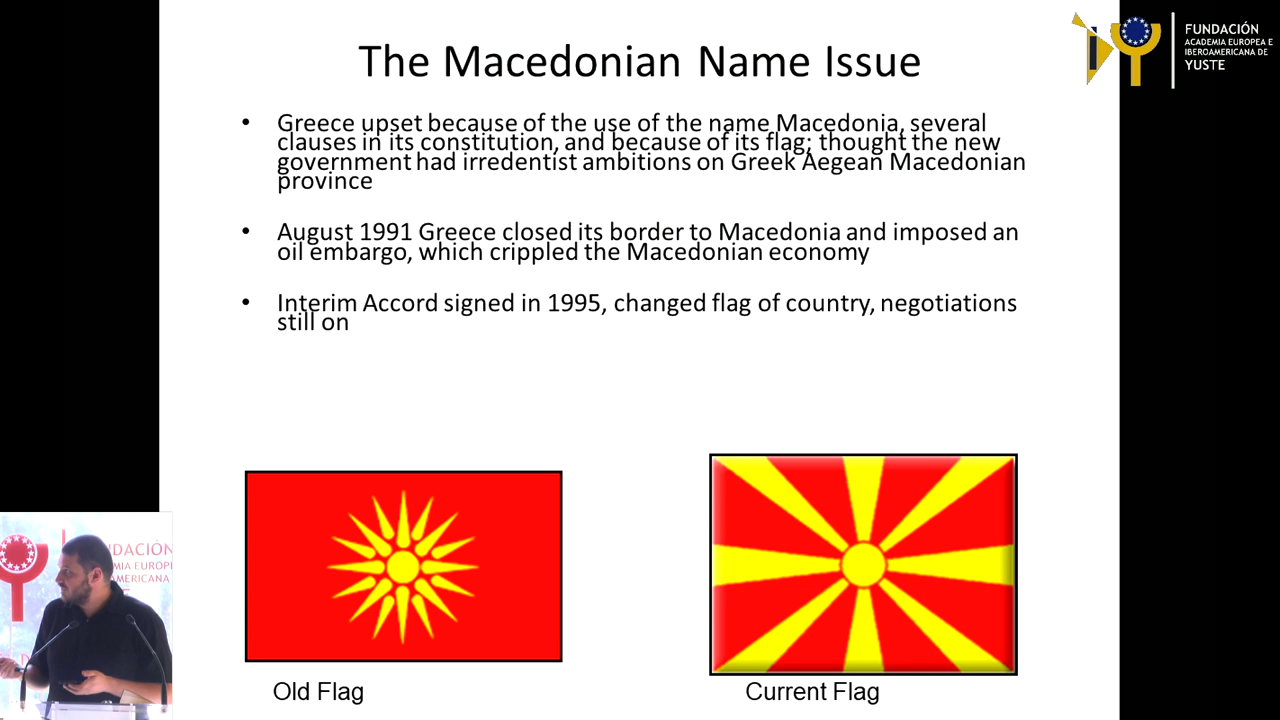 The Macedonian Name Issue
FUNDACIÓN
ACADEMIA EUROPEA E
IBEROAMERICANA DE
YUSTE
• Greece upset because of the use of the name Macedonia, several
clauses in its constitution, and because of its flag; thought the new
government had irredentist ambitions on Greek Aegean Macedonian
province
• August 1991 Greece closed its border to Macedonia and imposed an
oil embargo, which crippled the Macedonian economy
• Interim Accord signed in 1995, changed flag of country, negotiations
still on
Old Flag
Current Flag
DACIÓN
MIA EUROP
AMERICANA